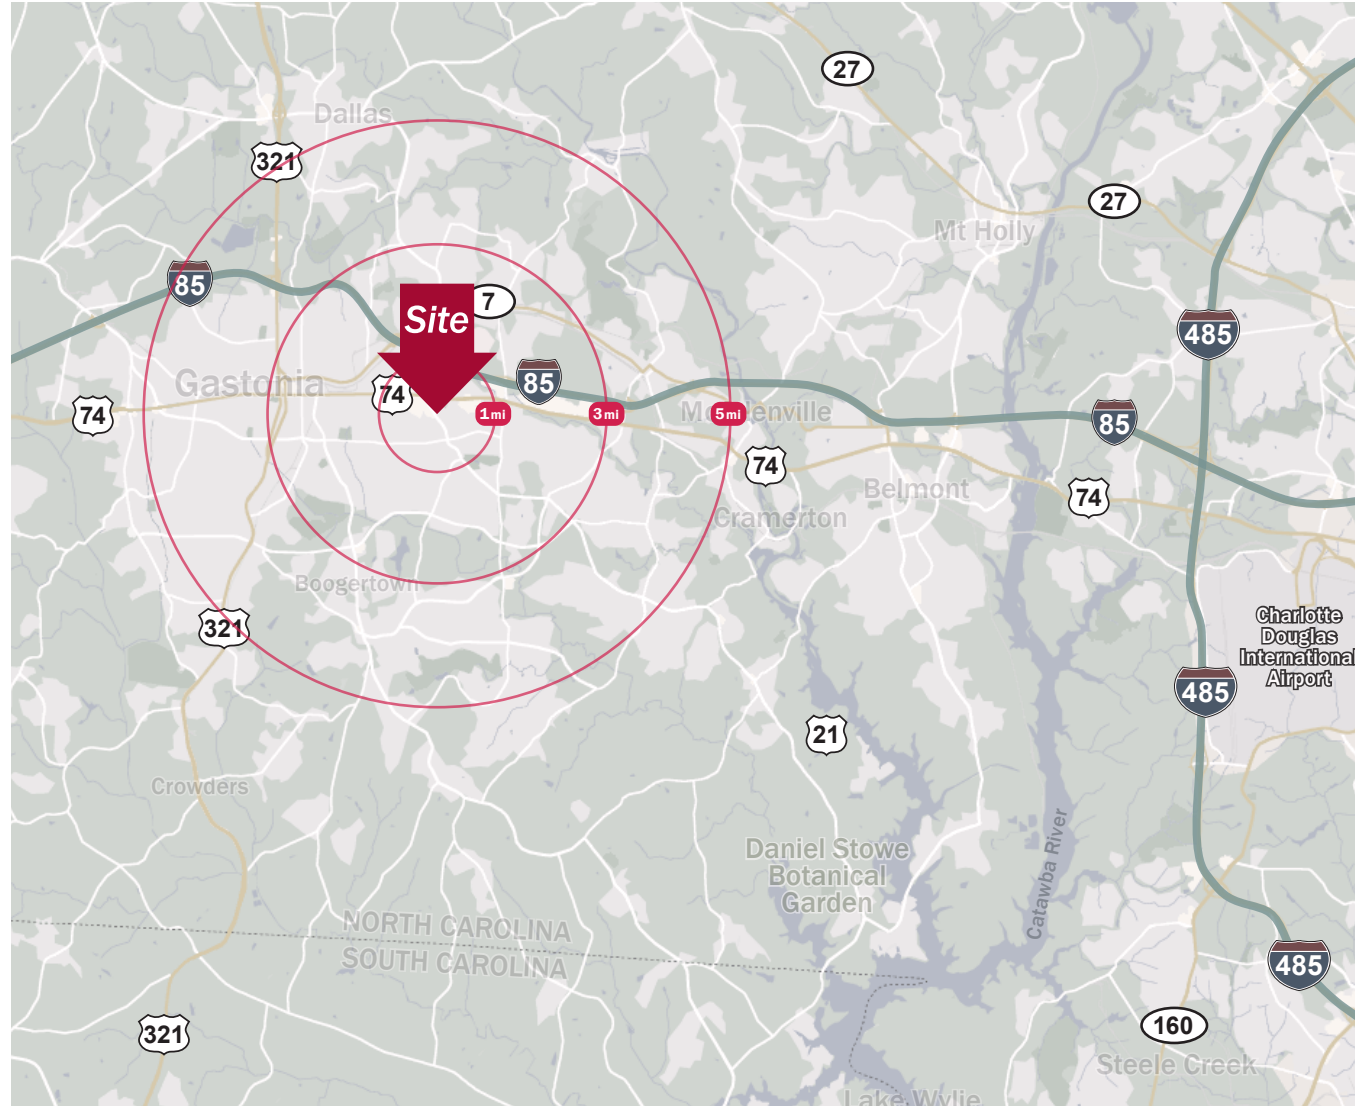 27
Dallas
321
27
Mt Holly
85
7
Site
485
85
Gastonia
74
74
1 mi
3 mi
5 mi
85
74
Belmont
74
Cramerton
Boogertown
321
Charlotte
Douglas
International
Airport
485
21
Crowders
Daniel Stowe
Botanical
Garden
Catawba River
NORTH CAROLINA
SOUTH CAROLINA
485
321
160
Steele Creek
Lake Wylie